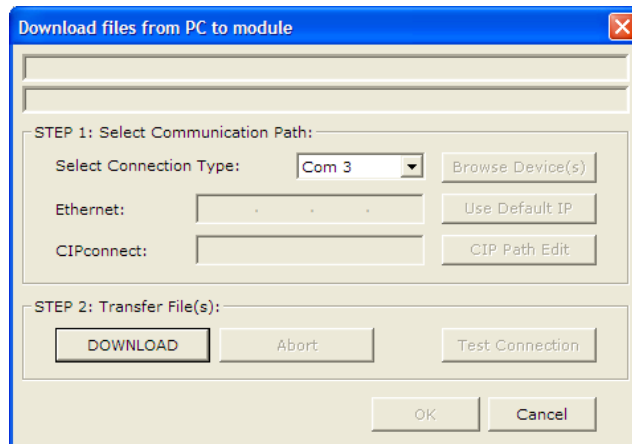 Download files from PC to module
STEP 1: Select Communication Path:
Select Connection Type: Com 3 Browse Device(s)
Ethernet: . . . Use Default IP
CIPconnect: CIP Path Edit
STEP 2: Transfer File(s):
DOWNLOAD Abort Test Connection
OK Cancel